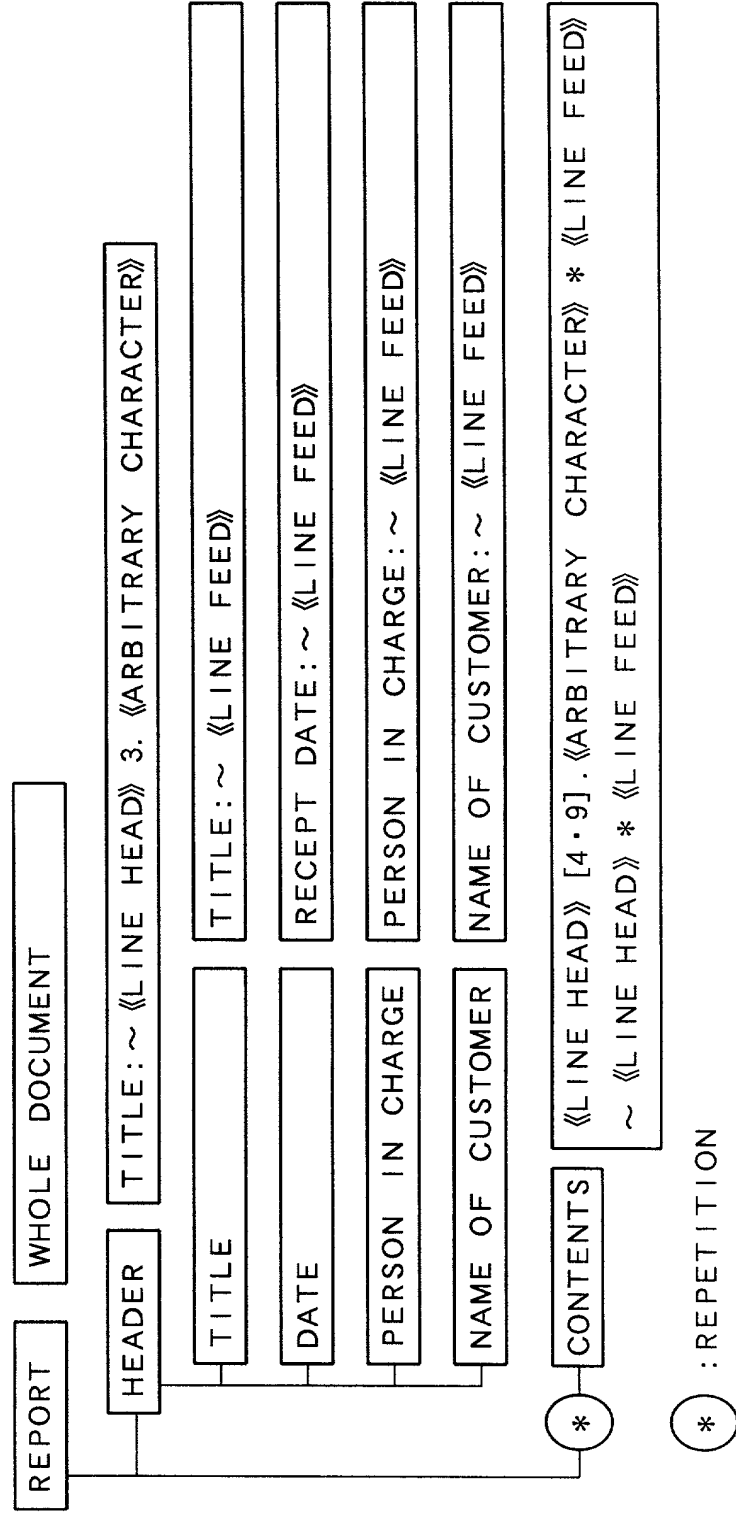 REPORT WHOLE DOCUMENT
HEADER TITLE:~《LINE HEAD》3.《ARBITRARY CHARACTER》
TITLE TITLE:~《LINE FEED》
DATE RECEPT DATE:~《LINE FEED》
PERSON IN CHARGE PERSON IN CHARGE:~《LINE FEED》
NAME OF CUSTOMER NAME OF CUSTOMER:~《LINE FEED》
* CONTENTS 《LINE HEAD》[4・9].《ARBITRARY CHARACTER》*《LINE FEED》
~《LINE HEAD》*《LINE FEED》
* :REPETITION